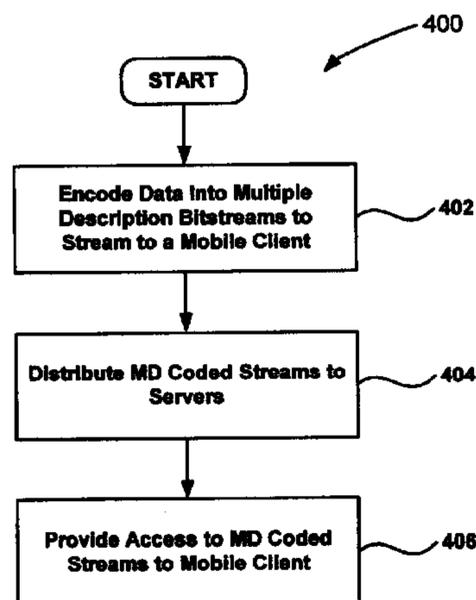 400
START
Encode Data Into Multiple
Description Bitstreams to
Stream to a Mobile Client
402
Distribute MD Coded Streams to
Servers
404
Provide Access to MD Coded
Streams to Mobile Client
406